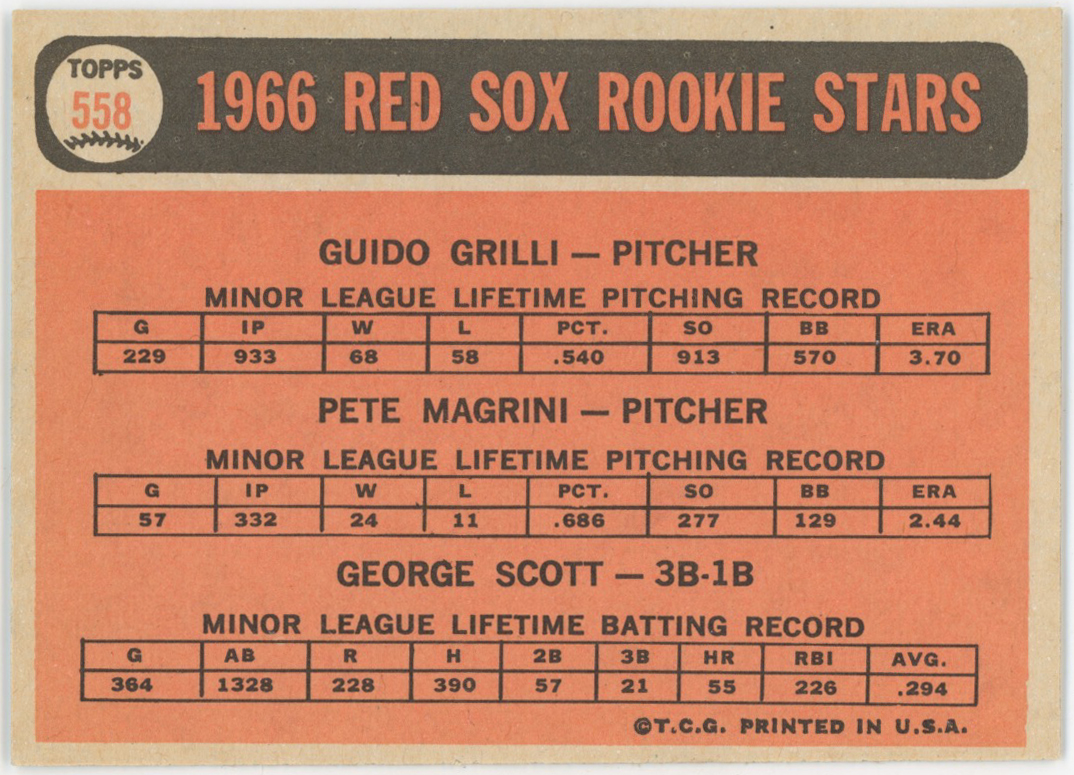 TOPPS
558
1966 RED SOX ROOKIE STARS
GUIDO GRILLI — PITCHER
MINOR LEAGUE LIFETIME PITCHING RECORD
G IP W L PCT. SO BB ERA
229 933 68 58 .540 913 570 3.70
PETE MAGRINI — PITCHER
MINOR LEAGUE LIFETIME PITCHING RECORD
G IP W L PCT. SO BB ERA
57 332 24 11 .686 277 129 2.44
GEORGE SCOTT — 3B-1B
MINOR LEAGUE LIFETIME BATTING RECORD
G AB R H 2B 3B HR RBI AVG.
364 1328 228 390 57 21 55 226 .294
©T.C.G. PRINTED IN U.S.A.